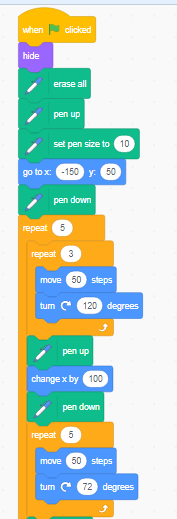 when clicked
hide
erase all
pen up
set pen size to 10
go to x: -150 y: 50
pen down
repeat 5
repeat 3
move 50 steps
turn 120 degrees
pen up
change x by 100
pen down
repeat 5
move 50 steps
turn 72 degrees